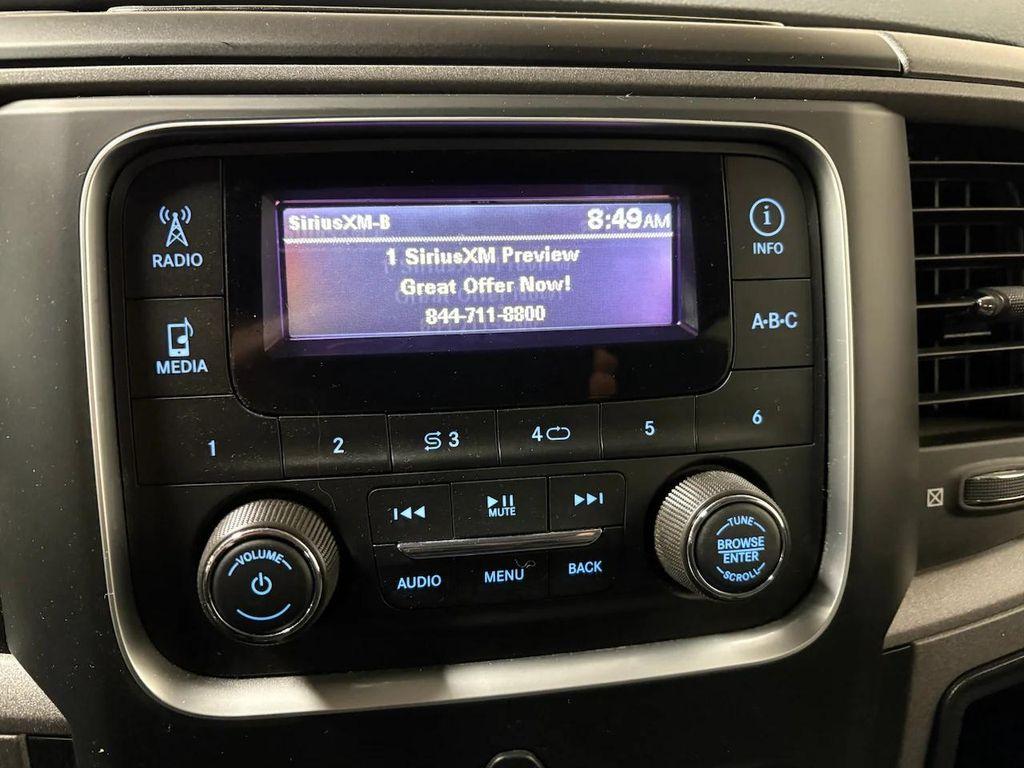 SiriusXM-B 8:49AM
1 SiriusXM Preview
Great Offer Now!
844-711-8800
RADIO
MEDIA
i
INFO
A•B•C
1
2
3
4
5
6
MUTE
AUDIO
MENU
BACK
VOLUME
TUNE
BROWSE
ENTER
SCROLL